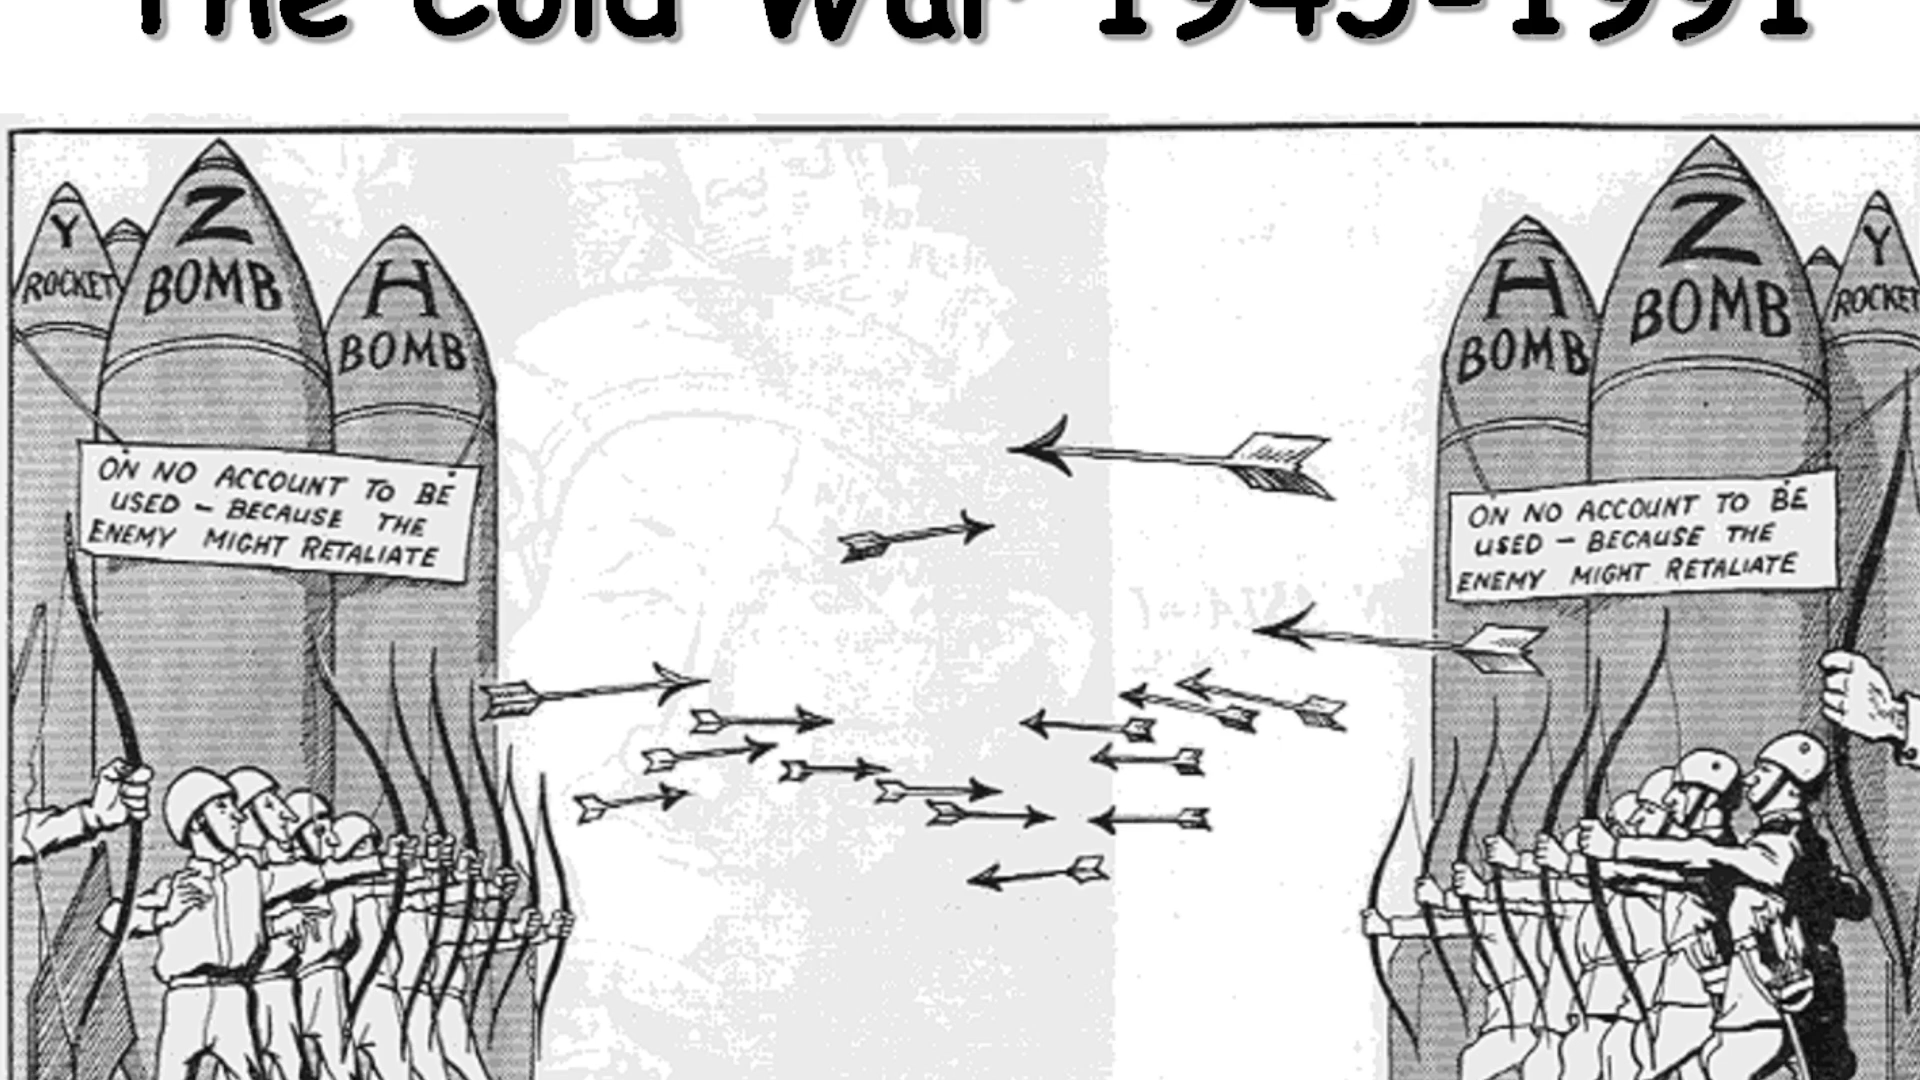 The Cold War 1945-1991
Y
ROCKET
Z
BOMB
H
BOMB
ON NO ACCOUNT TO BE
USED – BECAUSE THE
ENEMY MIGHT RETALIATE
H
BOMB
Z
BOMB
Y
ROCKET
ON NO ACCOUNT TO BE
USED – BECAUSE THE
ENEMY MIGHT RETALIATE